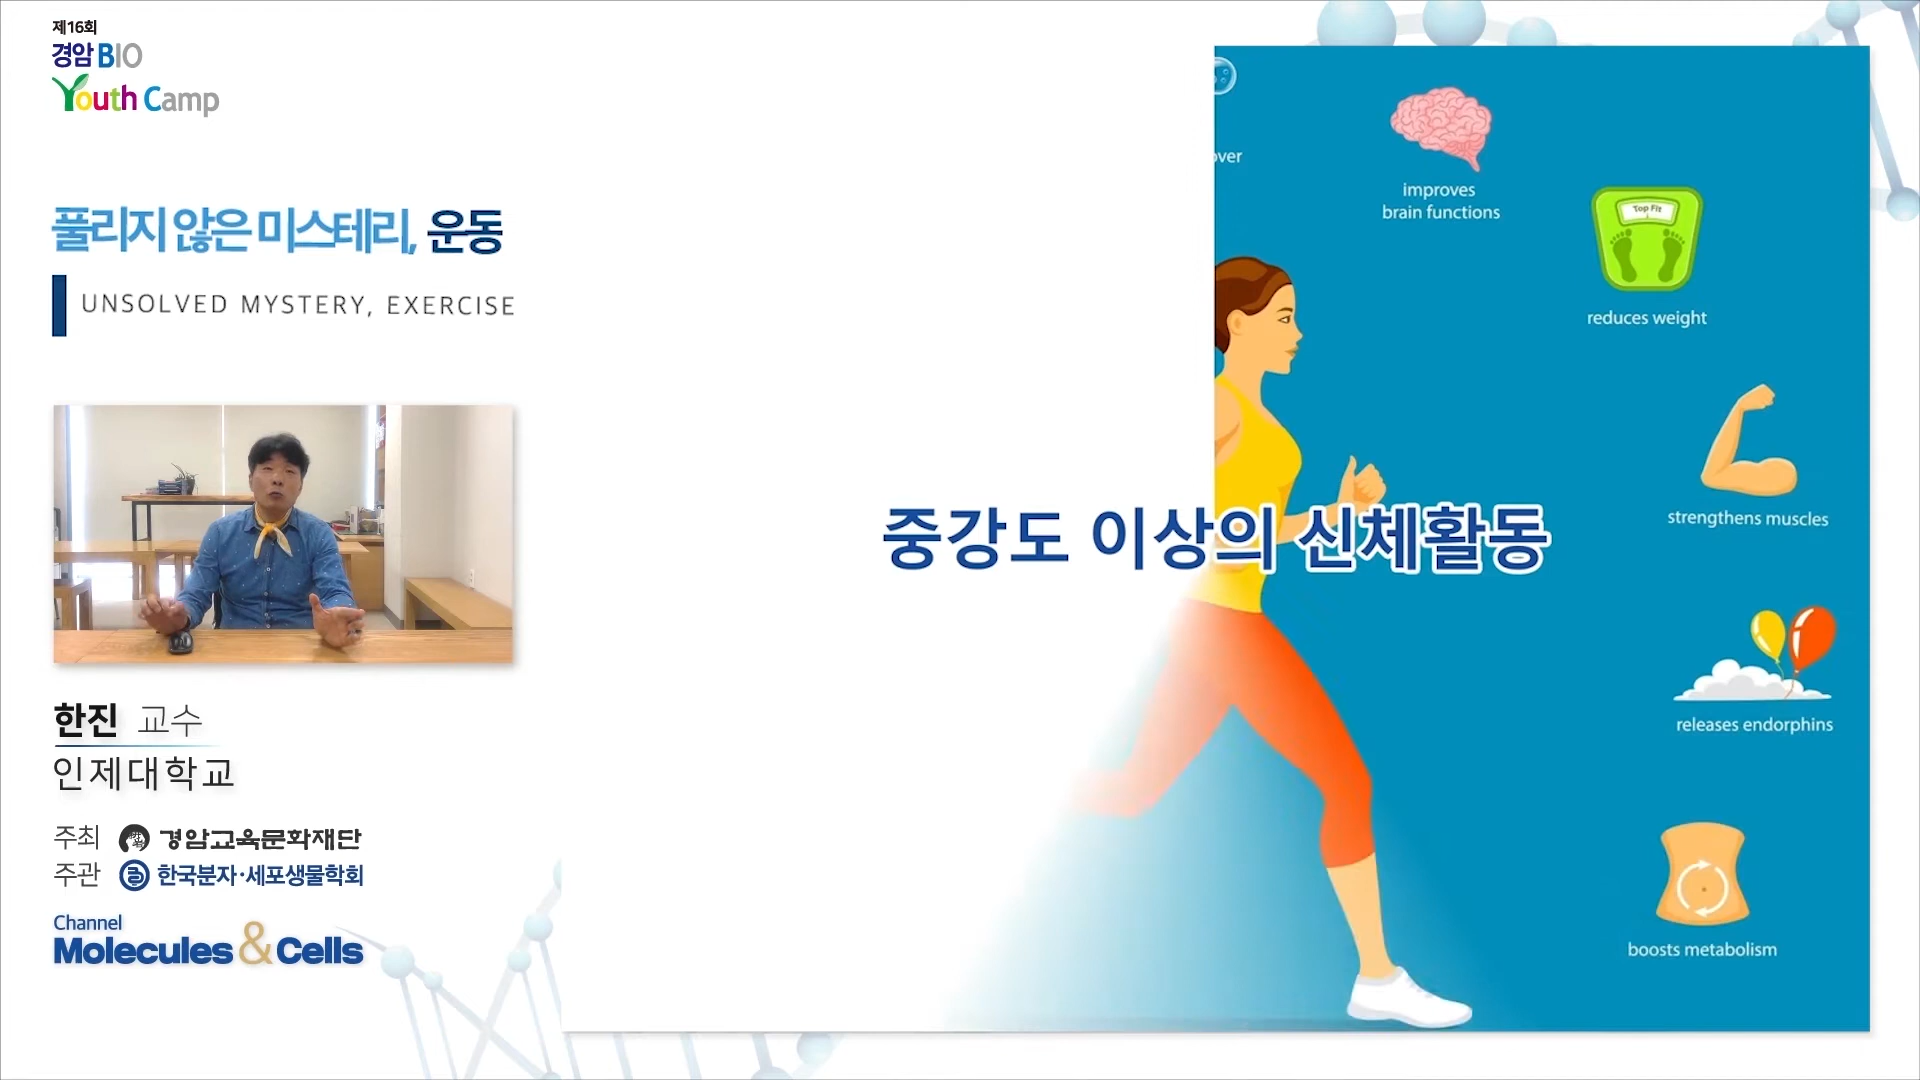 제16회
경암 BIO
Youth Camp
풀리지 않은 미스테리, 운동
UNSOLVED MYSTERY, EXERCISE
한진 교수
인제대학교
주최 경암교육문화재단
주관 한국분자·세포생물학회
Channel
Molecules & Cells
over
improves
brain functions
Top Fit
reduces weight
strengthens muscles
중강도 이상의 신체활동
releases endorphins
boosts metabolism